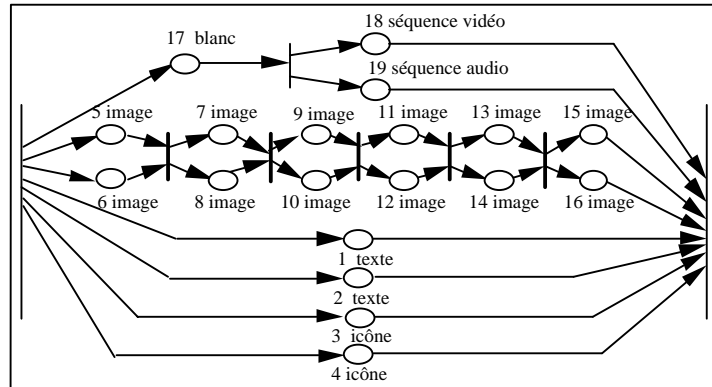 18 séquence vidéo
17 blanc
19 séquence audio
5 image
7 image
9 image
11 image
13 image
15 image
6 image
8 image
10 image
12 image
14 image
16 image
1 texte
2 texte
3 icône
4 icône